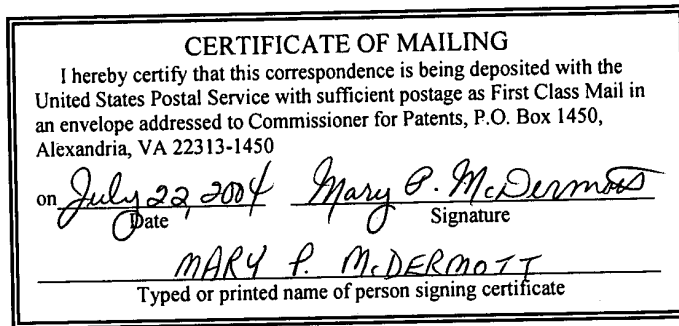 CERTIFICATE OF MAILING
I hereby certify that this correspondence is being deposited with the
United States Postal Service with sufficient postage as First Class Mail in
an envelope addressed to Commissioner for Patents, P.O. Box 1450,
Alexandria, VA 22313-1450
on July 22, 2004 Mary P. McDermott
Date Signature
MARY P. McDERMOTT
Typed or printed name of person signing certificate